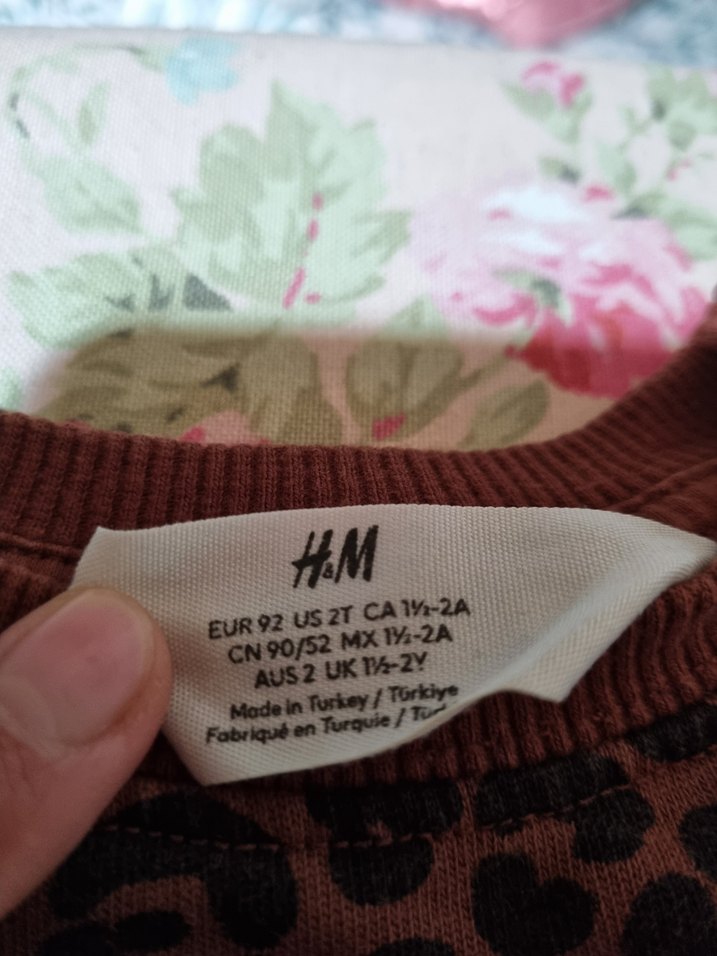 H&M
EUR 92 US 2T CA 1½-2A
CN 90/52 MX 1½-2A
AUS 2 UK 1½-2Y
Made in Turkey / Türkiye
Fabriqué en Turquie /